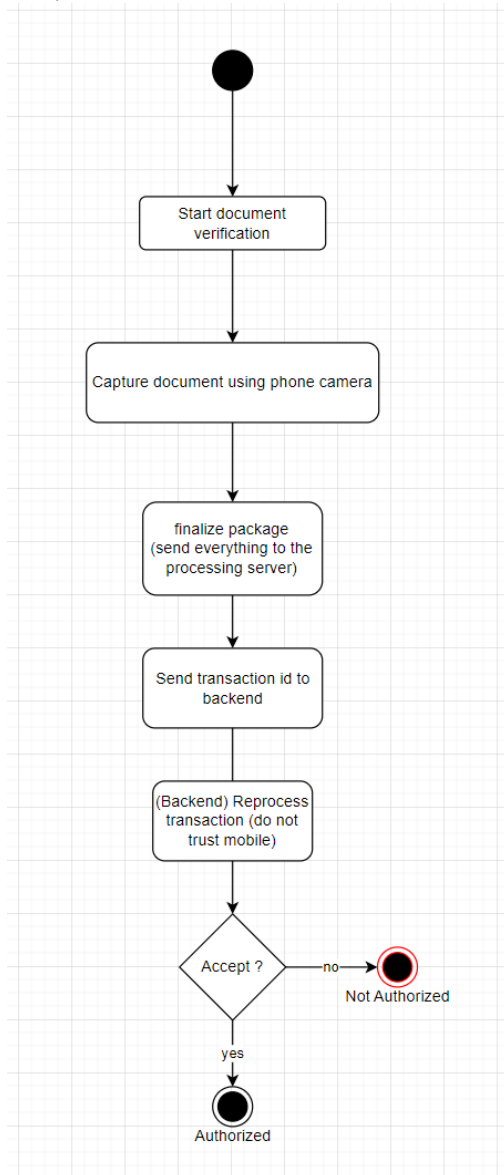 Start document
verification
Capture document using phone camera
finalize package
(send everything to the
processing server)
Send transaction id to
backend
(Backend) Reprocess
transaction (do not
trust mobile)
Accept ?
no
Not Authorized
yes
Authorized